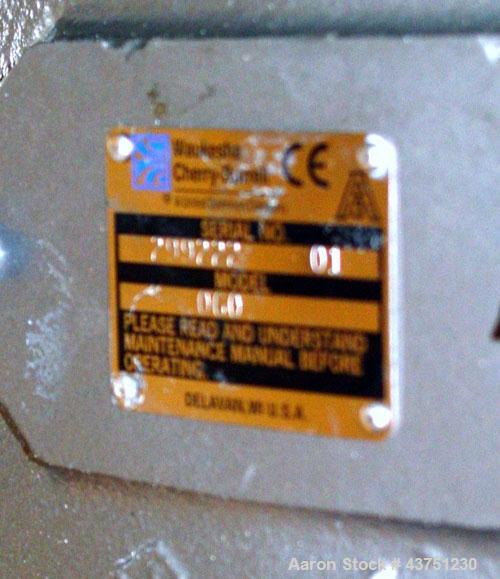 Waukesha
Cherry-Burrell
CE
SERIAL NO.
01
MODEL
060
PLEASE READ AND UNDERSTAND
MAINTENANCE MANUAL BEFORE
OPERATING
DELAVAN, WI U.S.A.
Aaron Stock # 43751230